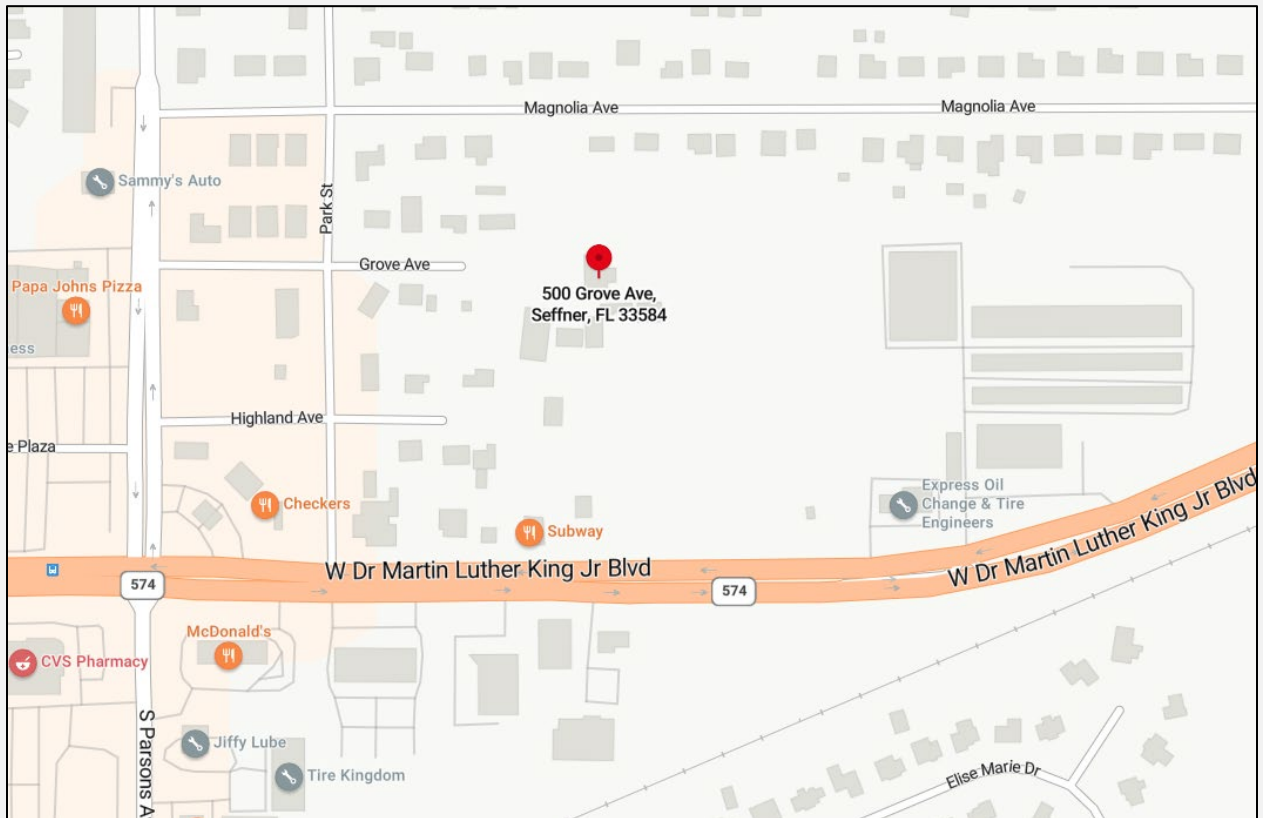 Magnolia Ave
Magnolia Ave
Sammy's Auto
Park St
Grove Ave
Papa Johns Pizza
500 Grove Ave,
Seffner, FL 33584
ess
Highland Ave
e Plaza
Checkers
Subway
Express Oil
Change & Tire
Engineers
W Dr Martin Luther King Jr Blvd
W Dr Martin Luther King Jr Blvd
574
574
McDonald's
CVS Pharmacy
S Parsons A
Jiffy Lube
Tire Kingdom
Elise Marie Dr